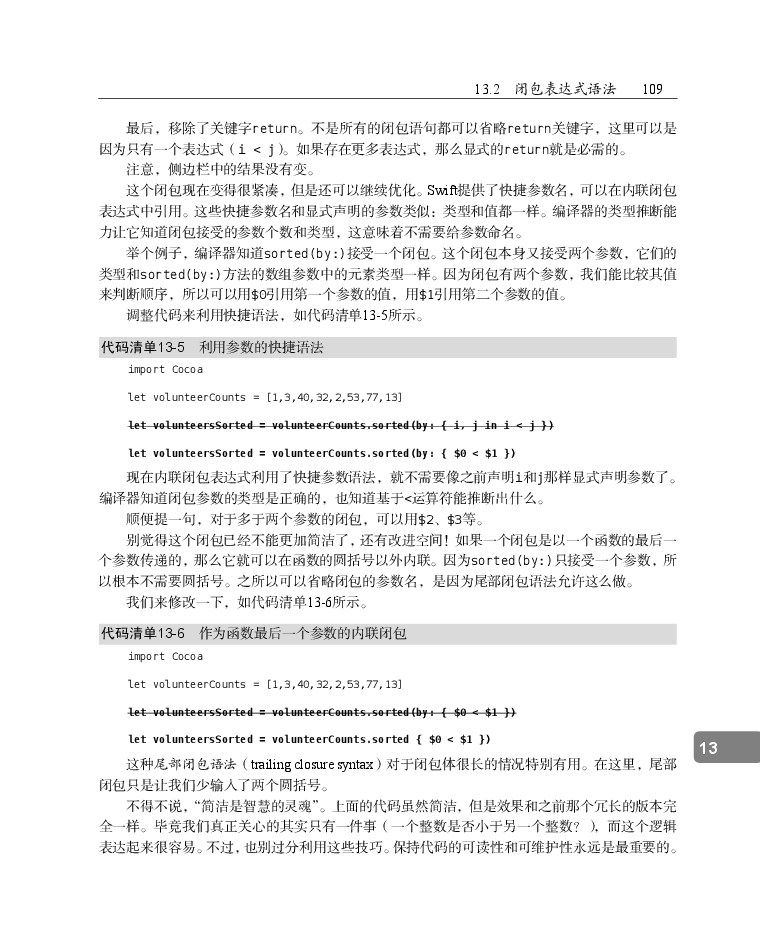 13.2 闭包表达式语法 109
最后，移除了关键字return。不是所有的闭包语句都可以省略return关键字，这里可以是
因为只有一个表达式（i < j）。如果存在更多表达式，那么显式的return就是必需的。
注意，侧边栏中的结果没有变。
这个闭包现在变得很紧凑，但是还可以继续优化。Swift提供了快捷参数名，可以在内联闭包
表达式中引用。这些快捷参数名和显式声明的参数类似：类型和值都一样。编译器的类型推断能
力让它知道闭包接受的参数个数和类型，这意味着不需要给参数命名。
举个例子，编译器知道sorted(by:)接受一个闭包。这个闭包本身又接受两个参数，它们的
类型和sorted(by:)方法的数组参数中的元素类型一样。因为闭包有两个参数，我们能比较其值
来判断顺序，所以可以用$0引用第一个参数的值，用$1引用第二个参数的值。
调整代码来利用快捷语法，如代码清单13-5所示。
代码清单13-5 利用参数的快捷语法
import Cocoa
let volunteerCounts = [1,3,40,32,2,53,77,13]
let volunteersSorted = volunteerCounts.sorted(by: { i, j in i < j })
let volunteersSorted = volunteerCounts.sorted(by: { $0 < $1 })
现在内联闭包表达式利用了快捷参数语法，就不需要像之前声明i和j那样显式声明参数了。
编译器知道闭包参数的类型是正确的，也知道基于<运算符能推断出什么。
顺便提一句，对于多于两个参数的闭包，可以用$2、$3等。
别觉得这个闭包已经不能更加简洁了，还有改进空间！如果一个闭包是以一个函数的最后一
个参数传递的，那么它就可以在函数的圆括号以外内联。因为sorted(by:)只接受一个参数，所
以根本不需要圆括号。之所以可以省略闭包的参数名，是因为尾部闭包语法允许这么做。
我们来修改一下，如代码清单13-6所示。
代码清单13-6 作为函数最后一个参数的内联闭包
import Cocoa
let volunteerCounts = [1,3,40,32,2,53,77,13]
let volunteersSorted = volunteerCounts.sorted(by: { $0 < $1 })
let volunteersSorted = volunteerCounts.sorted { $0 < $1 })
13
这种尾部闭包语法（trailing closure syntax）对于闭包体很长的情况特别有用。在这里，尾部
闭包只是让我们少输入了两个圆括号。
不得不说，“简洁是智慧的灵魂”。上面的代码虽然简洁，但是效果和之前那个冗长的版本完
全一样。毕竟我们真正关心的其实只有一件事（一个整数是否小于另一个整数？），而这个逻辑
表达起来很容易。不过，也别过分利用这些技巧。保持代码的可读性和可维护性永远是最重要的。